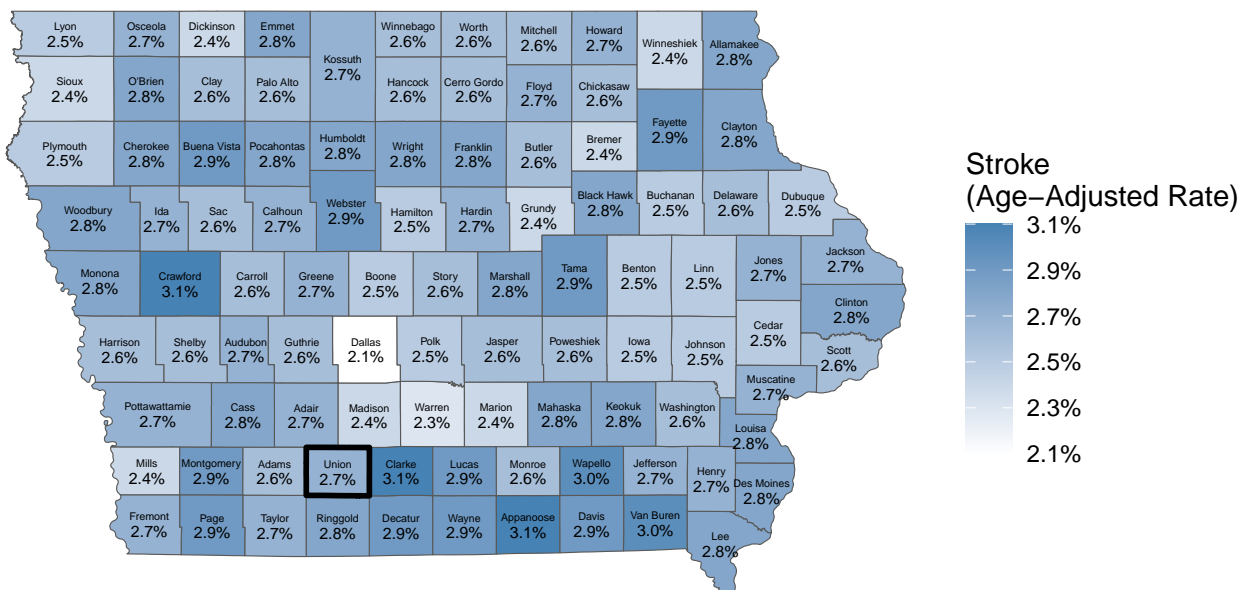 Lyon
2.5%
Osceola
2.7%
Dickinson
2.4%
Emmet
2.8%
Kossuth
2.7%
Winnebago
2.6%
Worth
2.6%
Mitchell
2.6%
Howard
2.7%
Winneshiek
2.4%
Allamakee
2.8%
Sioux
2.4%
O'Brien
2.8%
Clay
2.6%
Palo Alto
2.6%
Hancock
2.6%
Cerro Gordo
2.6%
Floyd
2.7%
Chickasaw
2.6%
Fayette
2.9%
Clayton
2.8%
Plymouth
2.5%
Cherokee
2.8%
Buena Vista
2.9%
Pocahontas
2.8%
Humboldt
2.8%
Wright
2.8%
Franklin
2.8%
Butler
2.6%
Bremer
2.4%
Woodbury
2.8%
Ida
2.7%
Sac
2.6%
Calhoun
2.7%
Webster
2.9%
Hamilton
2.5%
Hardin
2.7%
Grundy
2.4%
Black Hawk
2.8%
Buchanan
2.5%
Delaware
2.6%
Dubuque
2.5%
Monona
2.8%
Crawford
3.1%
Carroll
2.6%
Greene
2.7%
Boone
2.5%
Story
2.6%
Marshall
2.8%
Tama
2.9%
Benton
2.5%
Linn
2.5%
Jones
2.7%
Jackson
2.7%
Clinton
2.8%
Harrison
2.6%
Shelby
2.6%
Audubon
2.7%
Guthrie
2.6%
Dallas
2.1%
Polk
2.5%
Jasper
2.6%
Poweshiek
2.6%
Iowa
2.5%
Johnson
2.5%
Cedar
2.5%
Scott
2.6%
Muscatine
2.7%
Pottawattamie
2.7%
Cass
2.8%
Adair
2.7%
Madison
2.4%
Warren
2.3%
Marion
2.4%
Mahaska
2.8%
Keokuk
2.8%
Washington
2.6%
Louisa
2.8%
Mills
2.4%
Montgomery
2.9%
Adams
2.6%
Union
2.7%
Clarke
3.1%
Lucas
2.9%
Monroe
2.6%
Wapello
3.0%
Jefferson
2.7%
Henry
2.7%
Des Moines
2.8%
Fremont
2.7%
Page
2.9%
Taylor
2.7%
Ringgold
2.8%
Decatur
2.9%
Wayne
2.9%
Appanoose
3.1%
Davis
2.9%
Van Buren
3.0%
Lee
2.8%
Stroke
(Age−Adjusted Rate)
3.1%
2.9%
2.7%
2.5%
2.3%
2.1%